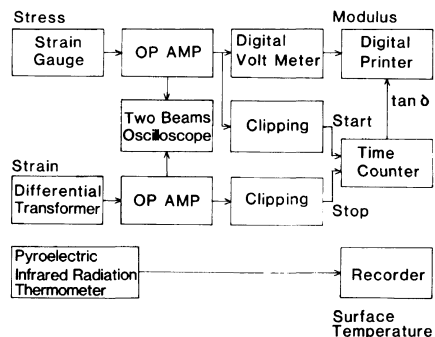 Stress
Modulus
Strain
Gauge
OP AMP
Digital
Volt Meter
Digital
Printer
tan δ
Two Beams
Oscilloscope
Clipping
Start
Time
Counter
Strain
Differential
Transformer
OP AMP
Clipping
Stop
Pyroelectric
Infrared Radiation
Thermometer
Recorder
Surface
Temperature